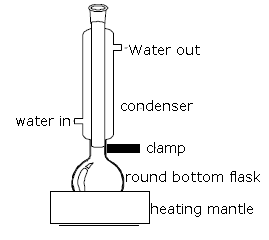 Water out
condenser
water in
clamp
round bottom flask
heating mantle